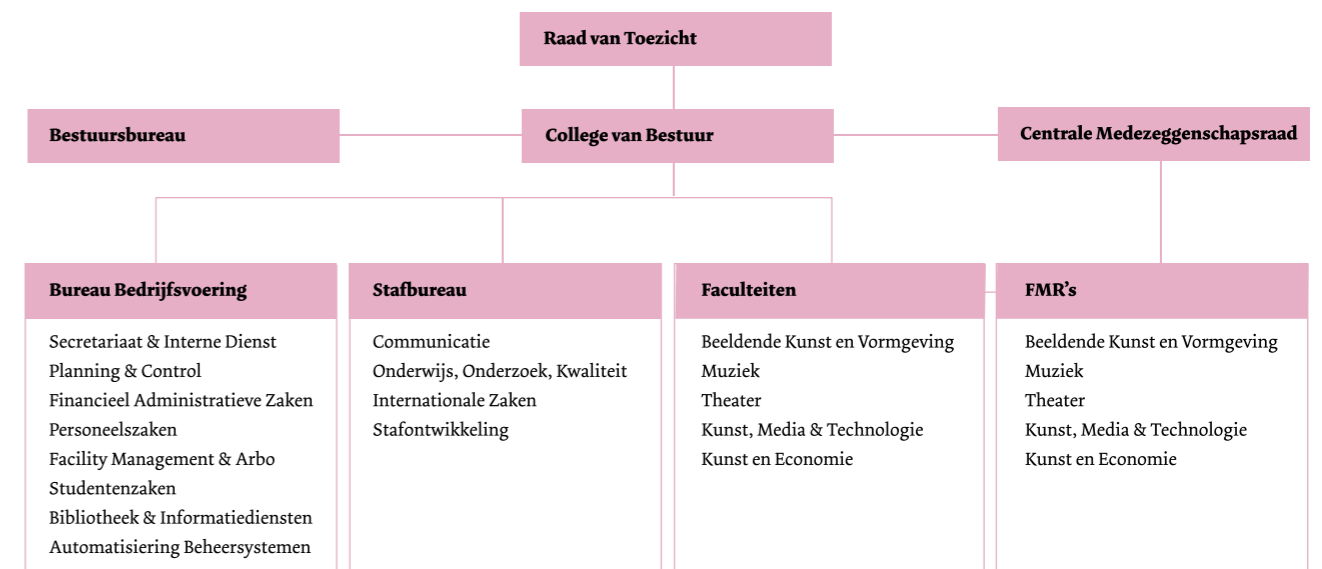 Raad van Toezicht
Bestuursbureau
College van Bestuur
Centrale Medezeggenschapsraad
Bureau Bedrijfsvoering
Secretariaat & Interne Dienst
Planning & Control
Financieel Administratieve Zaken
Personeelszaken
Facility Management & Arbo
Studentenzaken
Bibliotheek & Informatiediensten
Automatisiering Beheersystemen
Stafbureau
Communicatie
Onderwijs, Onderzoek, Kwaliteit
Internationale Zaken
Stafontwikkeling
Faculteiten
Beeldende Kunst en Vormgeving
Muziek
Theater
Kunst, Media & Technologie
Kunst en Economie
FMR’s
Beeldende Kunst en Vormgeving
Muziek
Theater
Kunst, Media & Technologie
Kunst en Economie